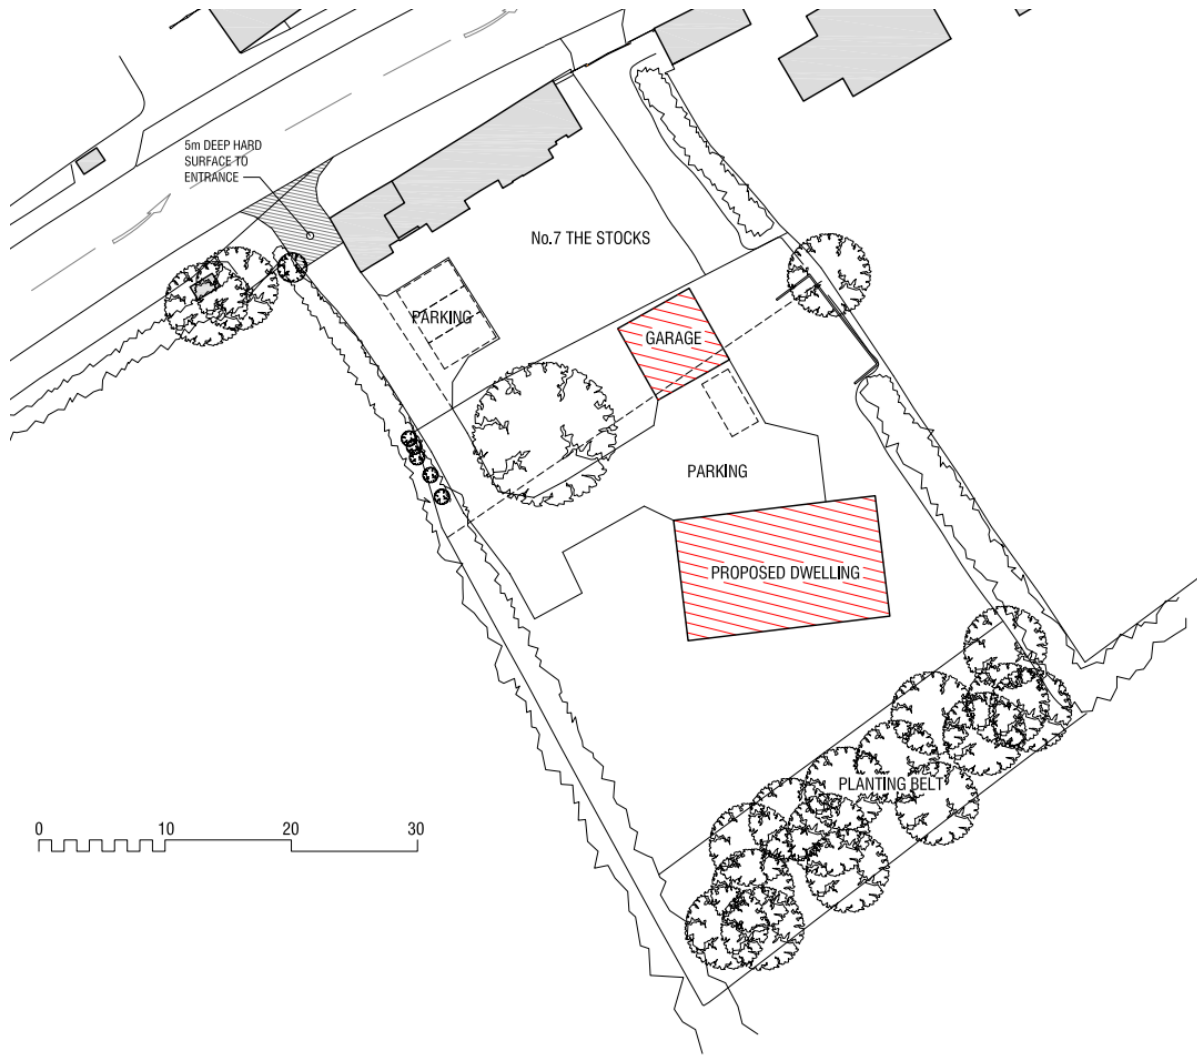 5m DEEP HARD
SURFACE TO
ENTRANCE
No.7 THE STOCKS
PARKING
GARAGE
PARKING
PROPOSED DWELLING
PLANTING BELT
0 10 20 30